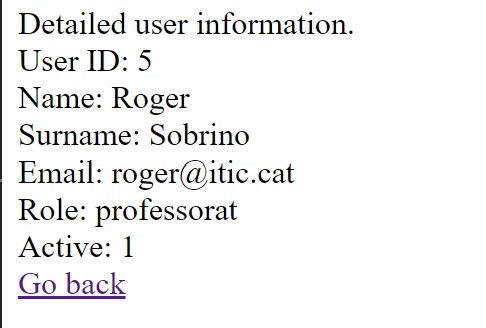 Detailed user information.
User ID: 5
Name: Roger
Surname: Sobrino
Email: roger@itic.cat
Role: professorat
Active: 1
Go back